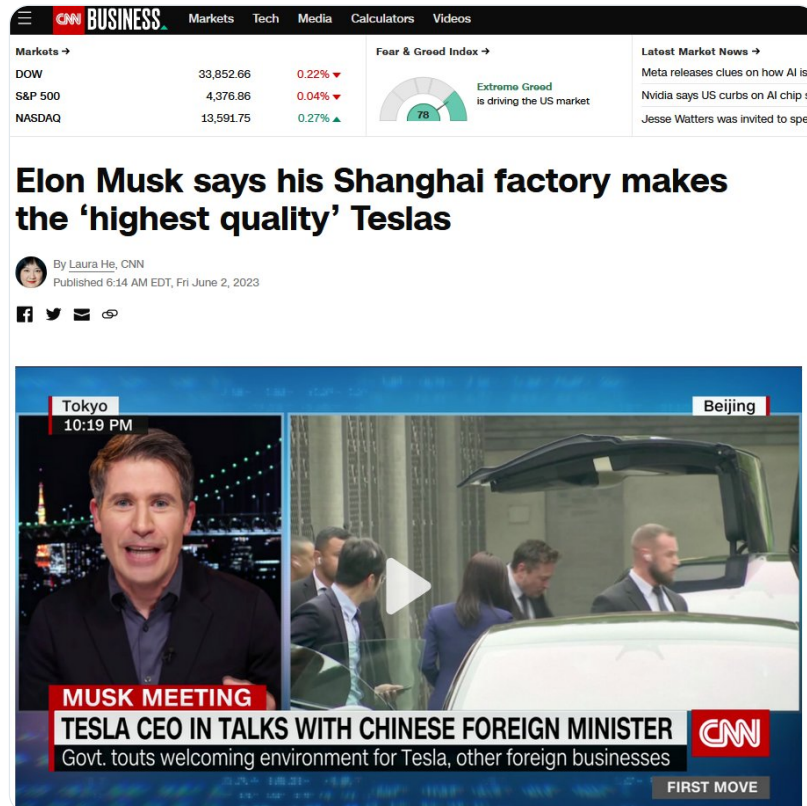 CNN BUSINESS Markets Tech Media Calculators Videos
Markets →
DOW 33,852.66 0.22% ▼
S&P 500 4,376.86 0.04% ▼
NASDAQ 13,591.75 0.27% ▲
Fear & Greed Index →
78
Extreme Greed
is driving the US market
Latest Market News →
Meta releases clues on how AI is
Nvidia says US curbs on AI chip s
Jesse Watters was invited to spe
Elon Musk says his Shanghai factory makes
the ‘highest quality’ Teslas
By Laura He, CNN
Published 6:14 AM EDT, Fri June 2, 2023
Tokyo
10:19 PM
Beijing
MUSK MEETING
TESLA CEO IN TALKS WITH CHINESE FOREIGN MINISTER
Govt. touts welcoming environment for Tesla, other foreign businesses
CNN
FIRST MOVE